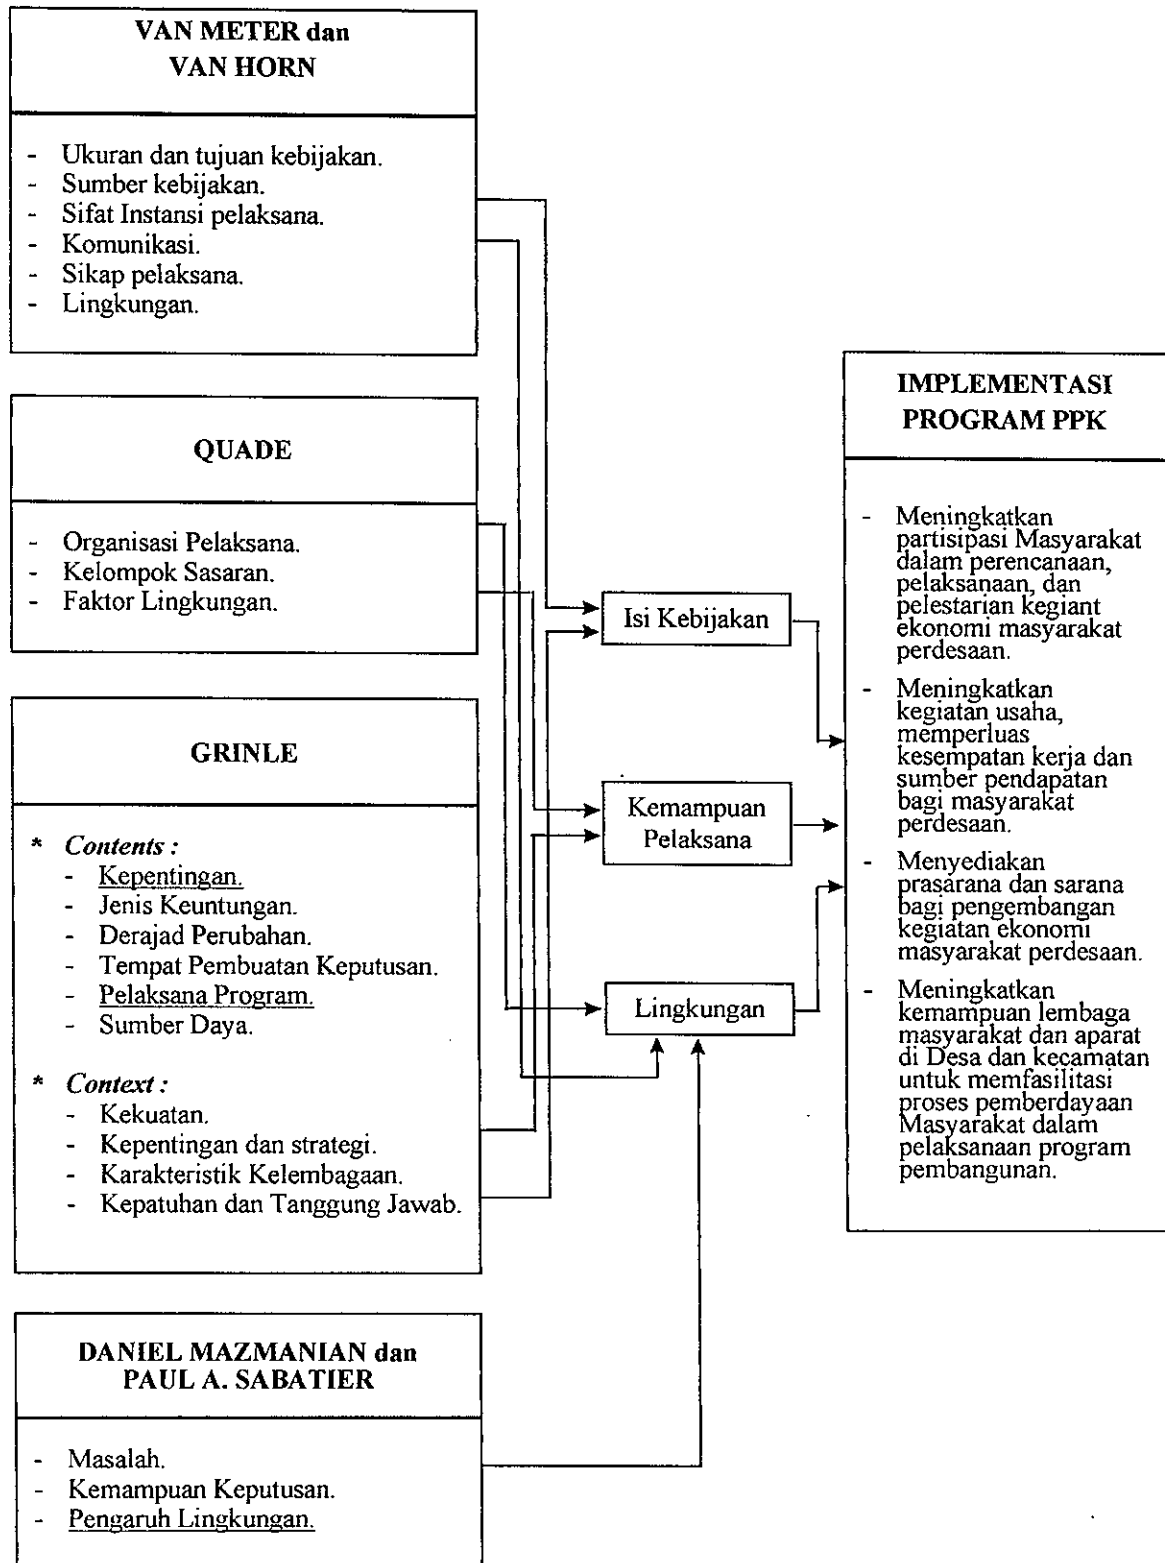 VAN METER dan
VAN HORN
- Ukuran dan tujuan kebijakan.
- Sumber kebijakan.
- Sifat Instansi pelaksana.
- Komunikasi.
- Sikap pelaksana.
- Lingkungan.
QUADE
- Organisasi Pelaksana.
- Kelompok Sasaran.
- Faktor Lingkungan.
GRINLE
* Contents :
- Kepentingan.
- Jenis Keuntungan.
- Derajad Perubahan.
- Tempat Pembuatan Keputusan.
- Pelaksana Program.
- Sumber Daya.
* Context :
- Kekuatan.
- Kepentingan dan strategi.
- Karakteristik Kelembagaan.
- Kepatuhan dan Tanggung Jawab.
DANIEL MAZMANIAN dan
PAUL A. SABATIER
- Masalah.
- Kemampuan Keputusan.
- Pengaruh Lingkungan.
Isi Kebijakan
Kemampuan
Pelaksana
Lingkungan
IMPLEMENTASI
PROGRAM PPK
- Meningkatkan
partisipasi Masyarakat
dalam perencanaan,
pelaksanaan, dan
pelestarian kegiant
ekonomi masyarakat
perdesaan.
- Meningkatkan
kegiatan usaha,
memperluas
kesempatan kerja dan
sumber pendapatan
bagi masyarakat
perdesaan.
- Menyediakan
prasarana dan sarana
bagi pengembangan
kegiatan ekonomi
masyarakat perdesaan.
- Meningkatkan
kemampuan lembaga
masyarakat dan aparat
di Desa dan kecamatan
untuk memfasilitasi
proses pemberdayaan
Masyarakat dalam
pelaksanaan program
pembangunan.